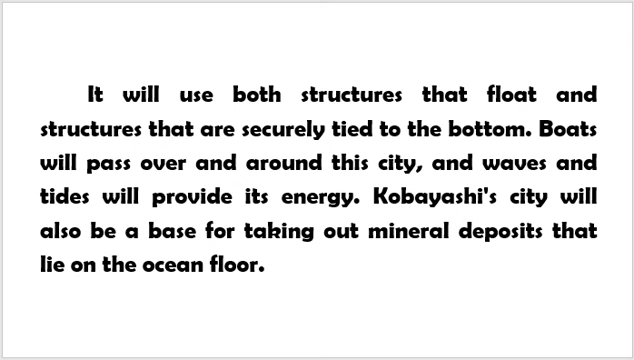 It will use both structures that float and
structures that are securely tied to the bottom. Boats
will pass over and around this city, and waves and
tides will provide its energy. Kobayashi's city will
also be a base for taking out mineral deposits that
lie on the ocean floor.